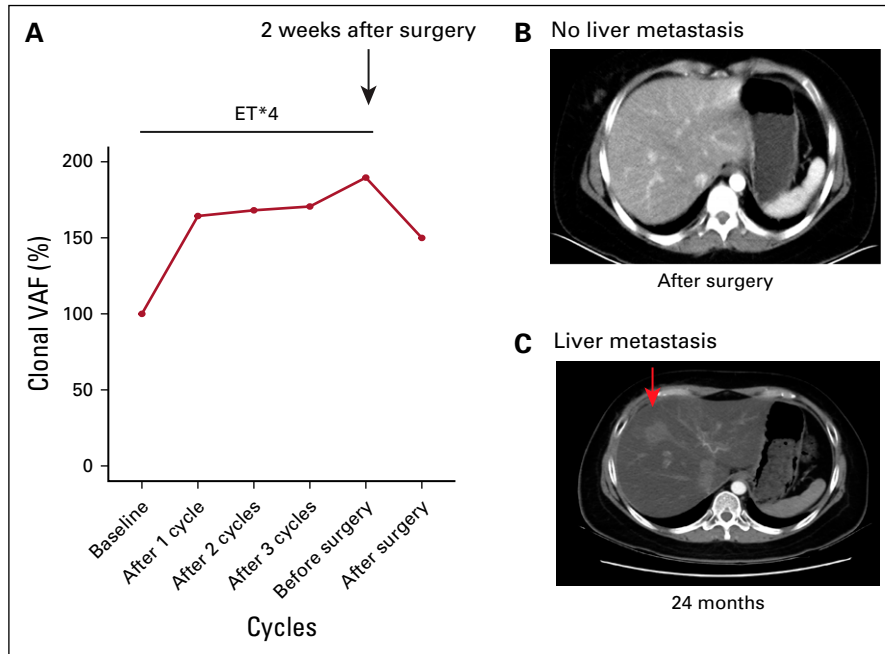 A
2 weeks after surgery
ET*4
Clonal VAF (%)
200
150
100
50
0
Baseline
After 1 cycle
After 2 cycles
After 3 cycles
Before surgery
After surgery
Cycles
B
No liver metastasis
After surgery
C
Liver metastasis
24 months